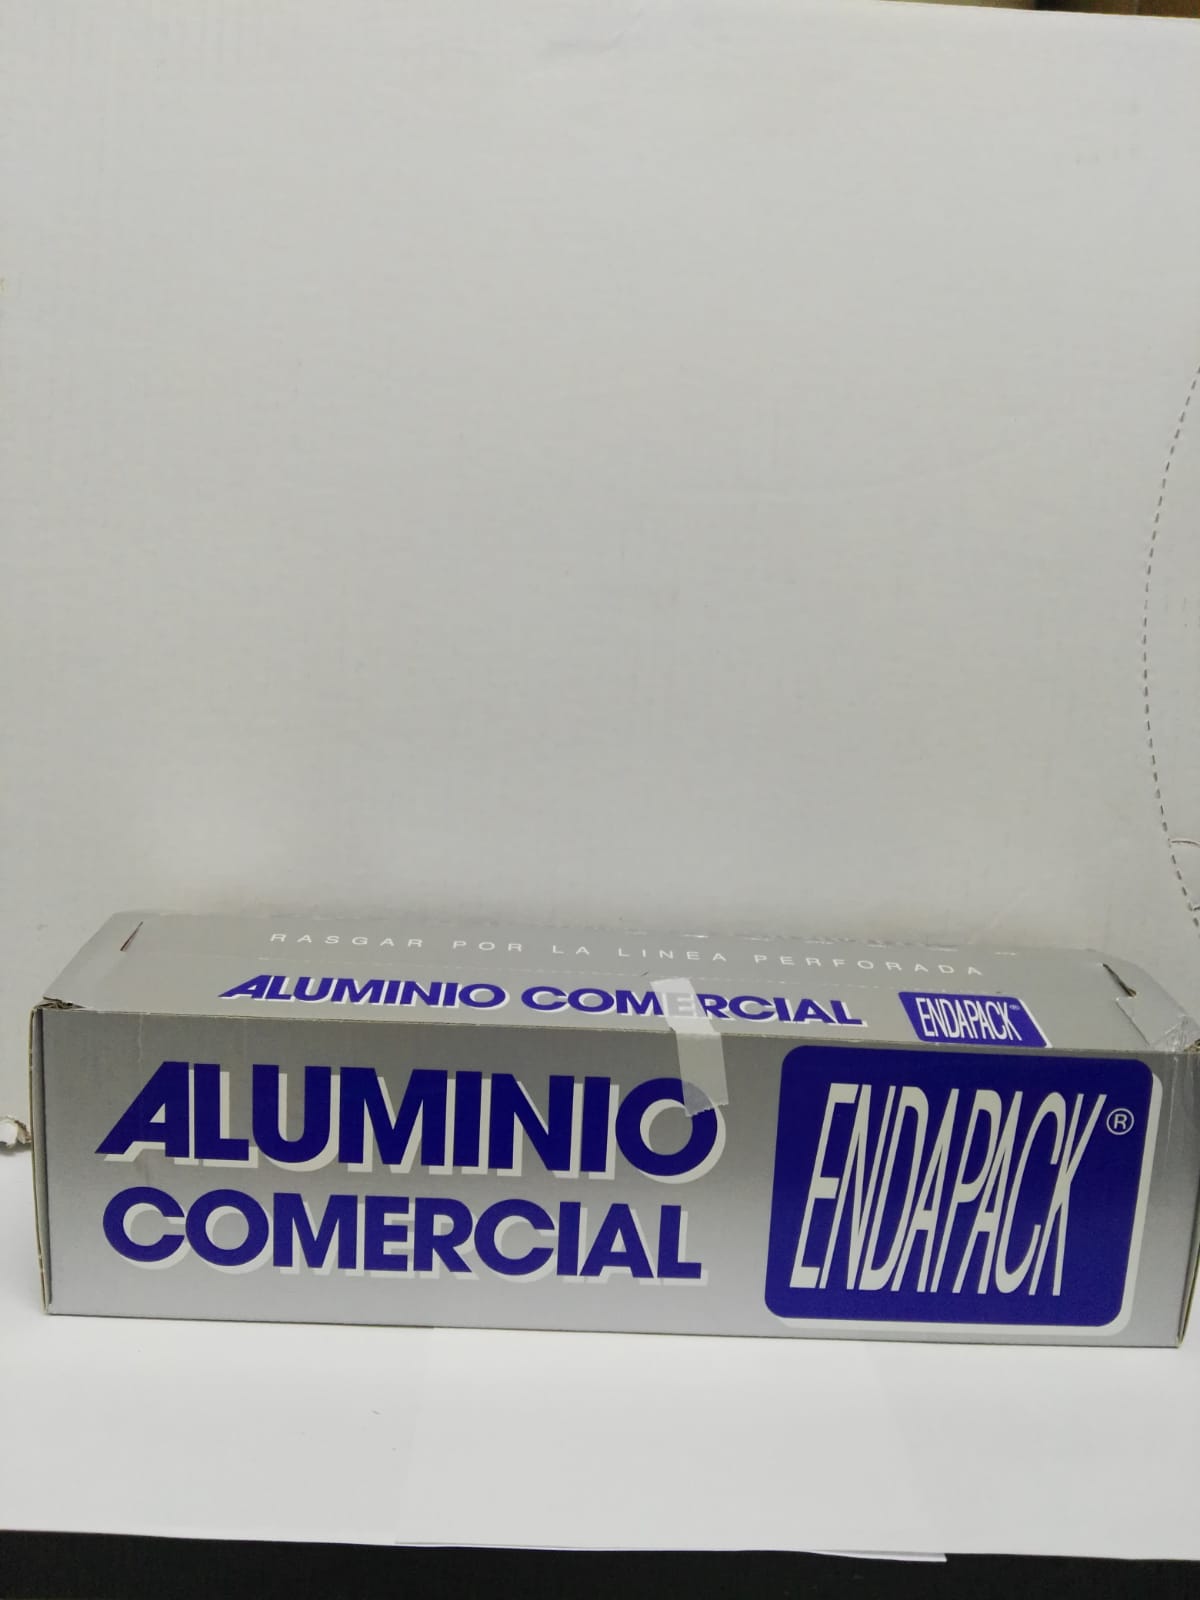 RASGAR POR LA LINEA PERFORADA
ALUMINIO COMERCIAL ENDAPACK®
ALUMINIO
COMERCIAL
ENDAPACK®